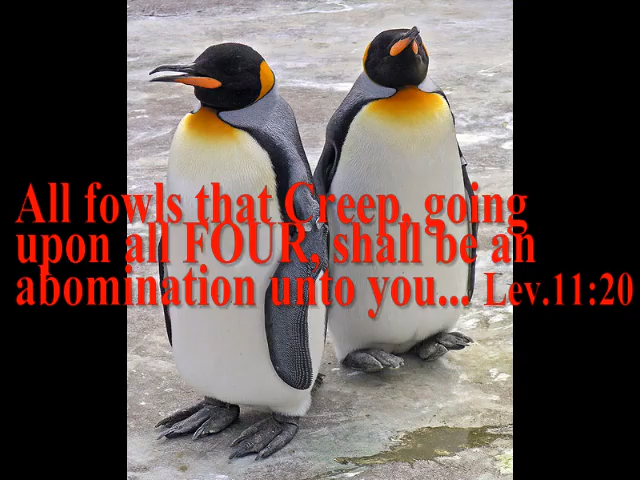 All fowls that Creep, going
upon all FOUR, shall be an
abomination unto you... Lev.11:20